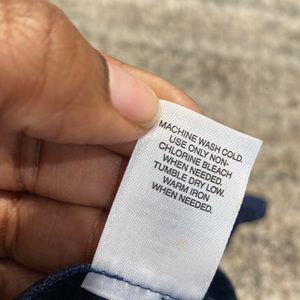 MACHINE WASH COLD.
USE ONLY NON-
CHLORINE BLEACH
WHEN NEEDED.
TUMBLE DRY LOW.
WARM IRON
WHEN NEEDED.